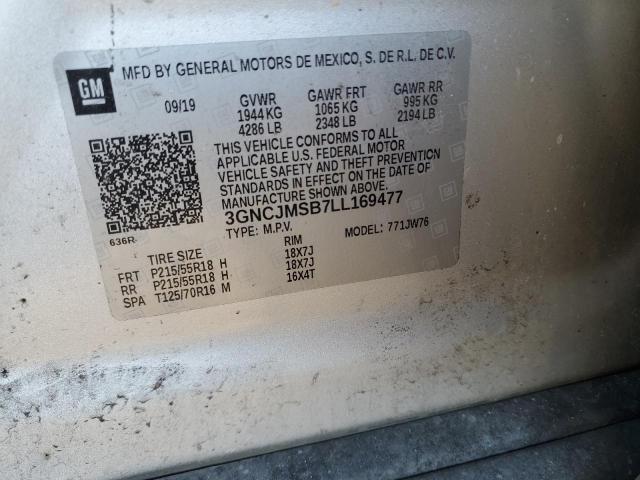 GM
MFD BY GENERAL MOTORS DE MEXICO, S. DE R.L. DE C.V.
09/19 GVWR GAWR FRT GAWR RR
1944 KG 1065 KG 995 KG
4286 LB 2348 LB 2194 LB
THIS VEHICLE CONFORMS TO ALL
APPLICABLE U.S. FEDERAL MOTOR
VEHICLE SAFETY AND THEFT PREVENTION
STANDARDS IN EFFECT ON THE DATE OF
MANUFACTURE SHOWN ABOVE.
3GNCJMSB7LL169477
636R- TYPE: M.P.V. MODEL: 771JW76
TIRE SIZE RIM
FRT P215/55R18 H 18X7J
RR P215/55R18 H 18X7J
SPA T125/70R16 M 16X4T